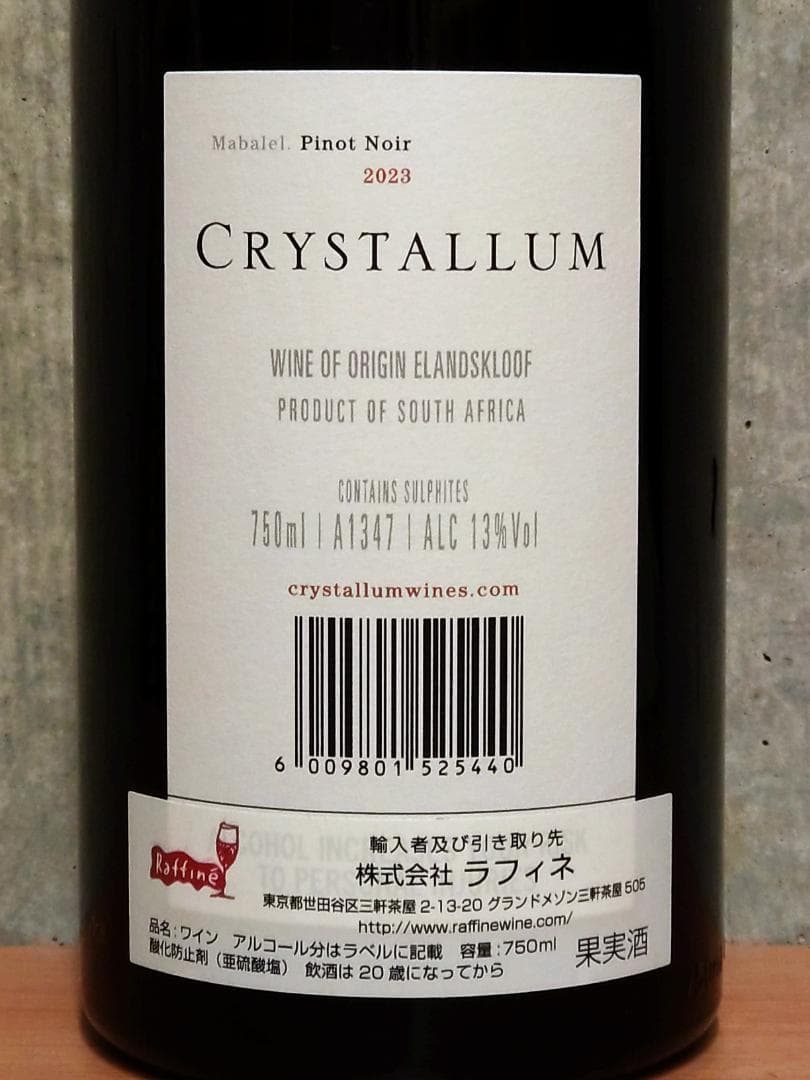 Mabalel. Pinot Noir
2023
CRYSTALLUM
WINE OF ORIGIN ELANDSKLOOF
PRODUCT OF SOUTH AFRICA
CONTAINS SULPHITES
750ml | A1347 | ALC 13%Vol
crystallumwines.com
6 009801 525440
Raffiné
輸入者及び引き取り先
株式会社 ラフィネ
東京都世田谷区三軒茶屋 2-13-20 グランドメゾン三軒茶屋 505
http://www.raffinewine.com/
品名:ワイン アルコール分はラベルに記載 容量:750ml
酸化防止剤(亜硫酸塩) 飲酒は20歳になってから
果実酒